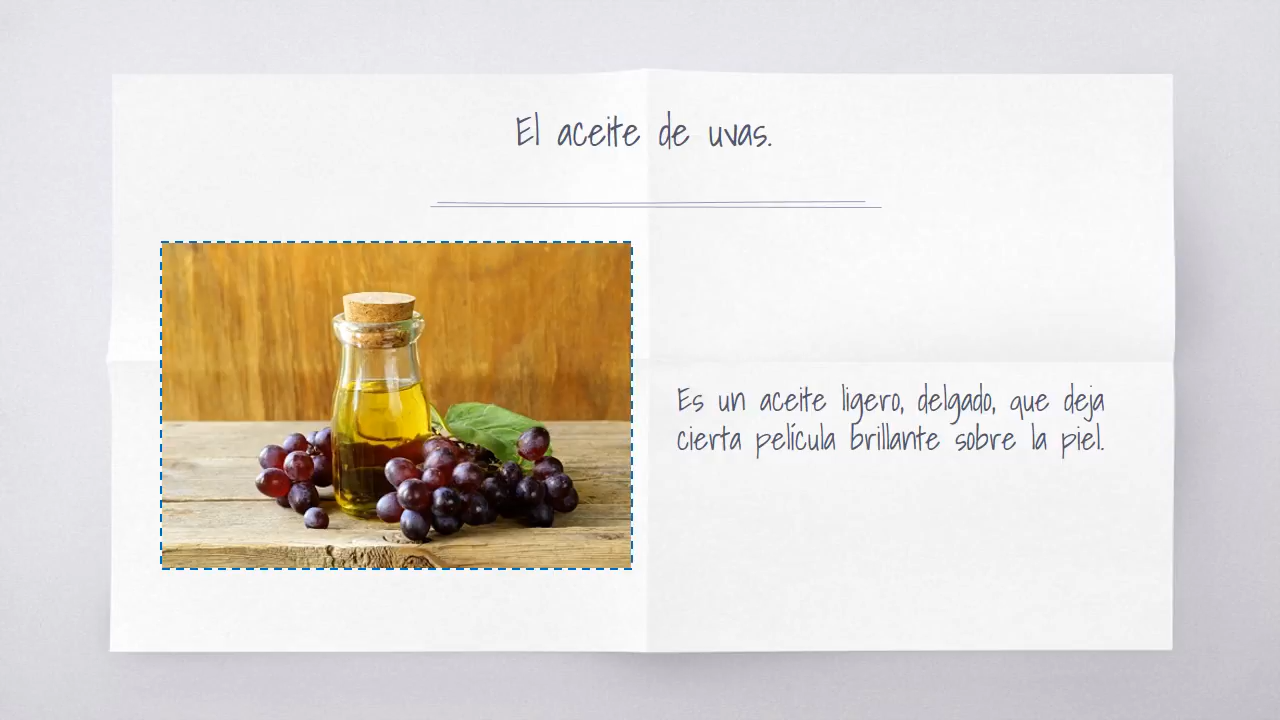 El aceite de uvas.
Es un aceite ligero, delgado, que deja
cierta película brillante sobre la piel.